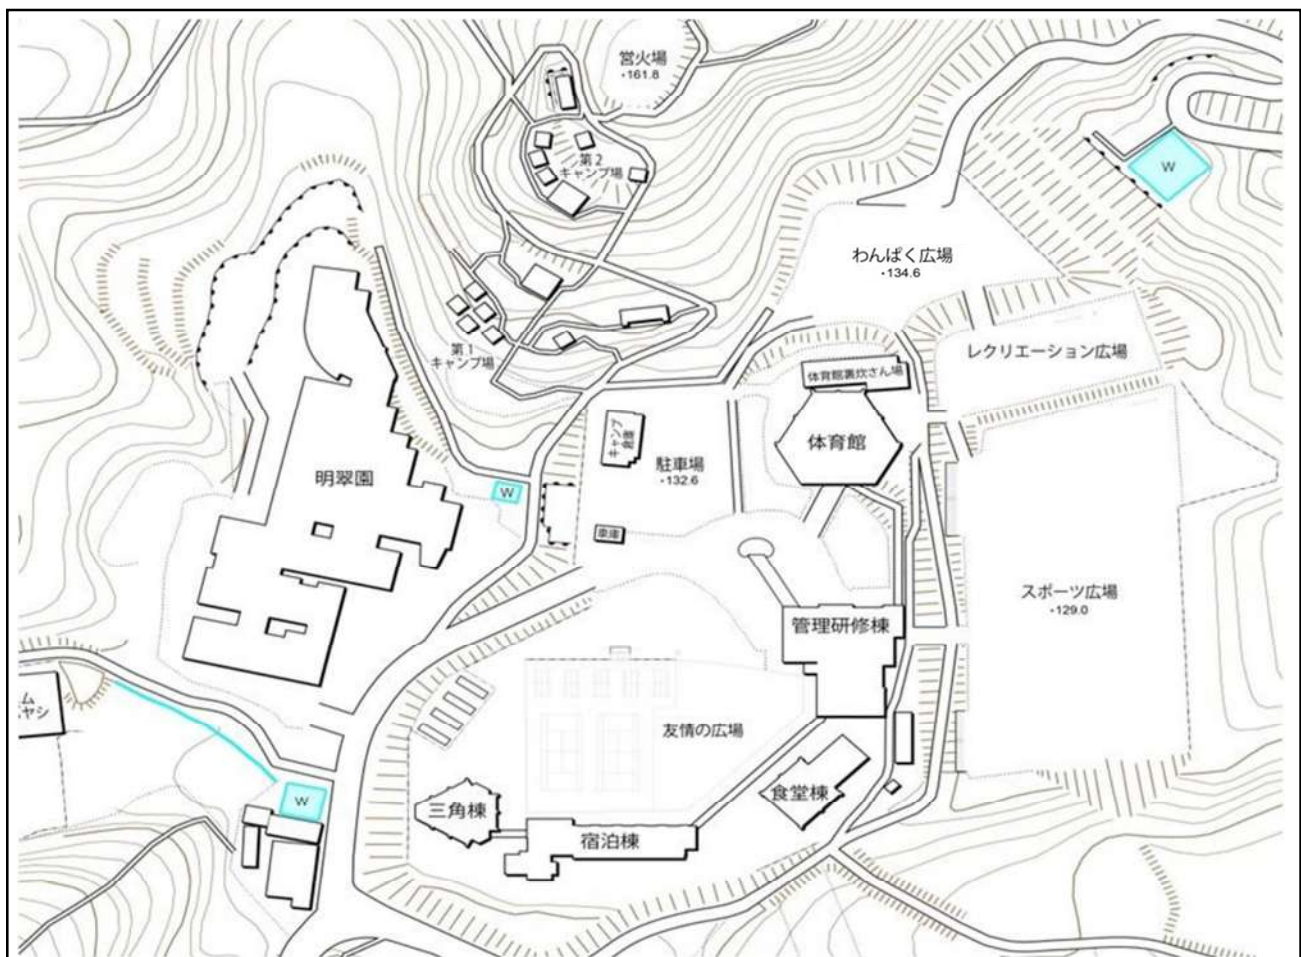 営火場
・161.8
第2
キャンプ場
W
わんぱく広場
・134.6
レクリエーション広場
第1
キャンプ場
体育館裏炊さん場
体育館
キャンプ
倉庫
駐車場
・132.6
明翠園
W
車庫
スポーツ広場
・129.0
管理研修棟
ム
ヤシ
友情の広場
W
三角棟
宿泊棟
食堂棟